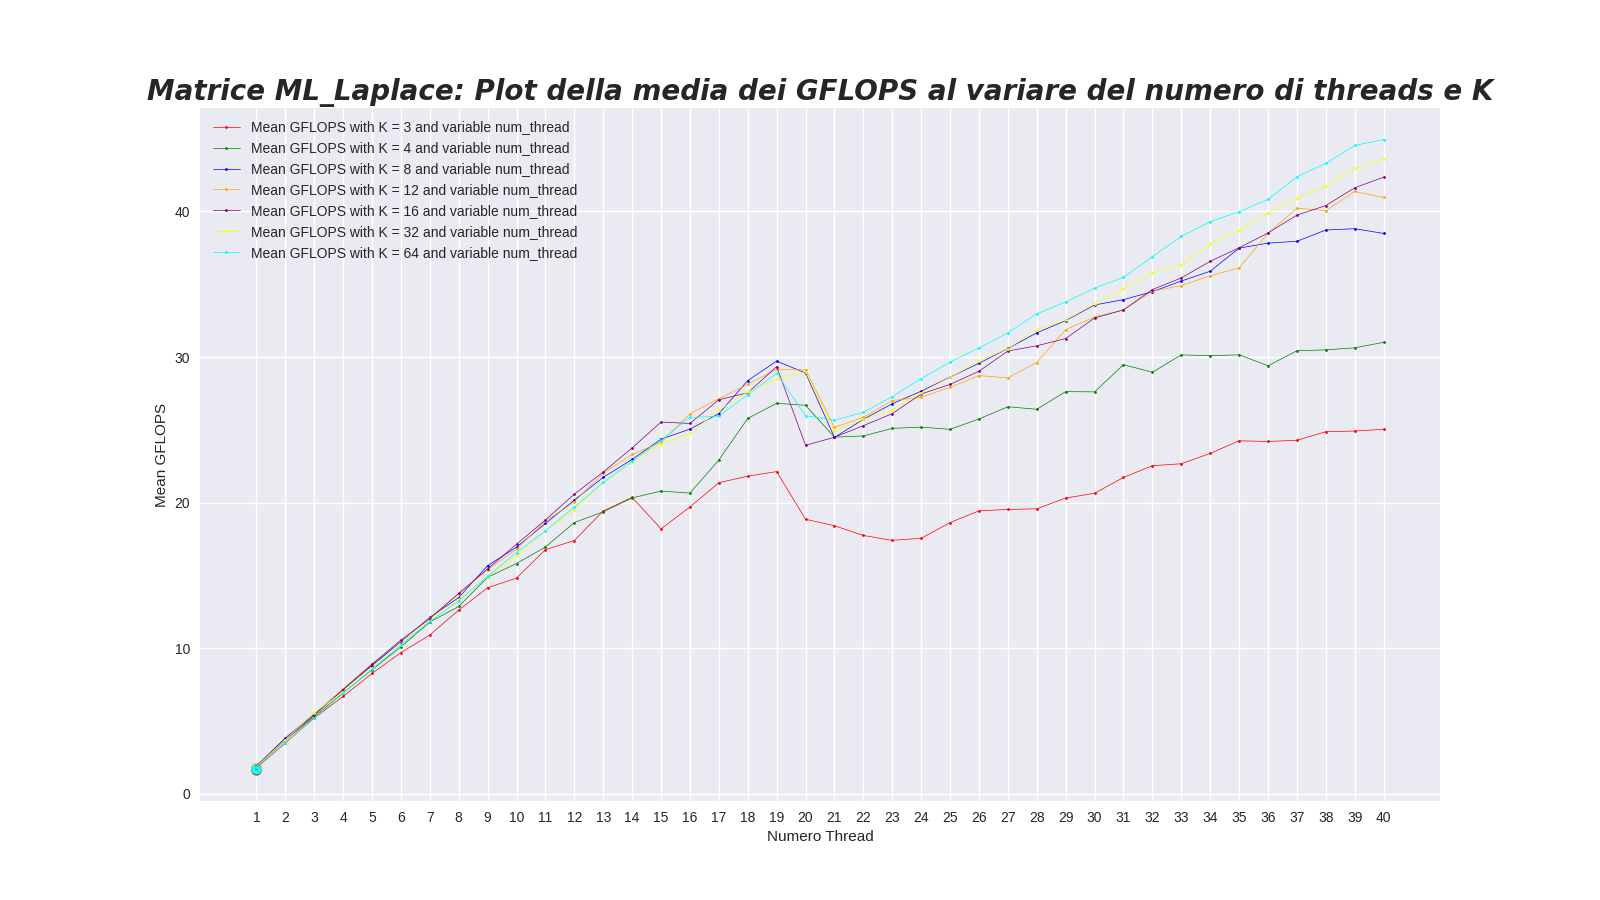 Matrice ML_Laplace: Plot della media dei GFLOPS al variare del numero di threads e K
Mean GFLOPS with K = 3 and variable num_thread
Mean GFLOPS with K = 4 and variable num_thread
Mean GFLOPS with K = 8 and variable num_thread
Mean GFLOPS with K = 12 and variable num_thread
Mean GFLOPS with K = 16 and variable num_thread
Mean GFLOPS with K = 32 and variable num_thread
Mean GFLOPS with K = 64 and variable num_thread
40
30
20
10
0
Mean GFLOPS
1 2 3 4 5 6 7 8 9 10 11 12 13 14 15 16 17 18 19 20 21 22 23 24 25 26 27 28 29 30 31 32 33 34 35 36 37 38 39 40
Numero Thread